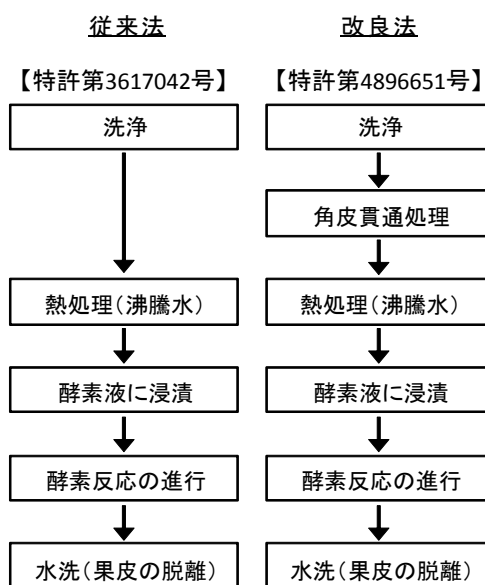 従来法
【特許第3617042号】
洗浄
熱処理(沸騰水)
酵素液に浸漬
酵素反応の進行
水洗(果皮の脱離)
改良法
【特許第4896651号】
洗浄
角皮貫通処理
熱処理(沸騰水)
酵素液に浸漬
酵素反応の進行
水洗(果皮の脱離)